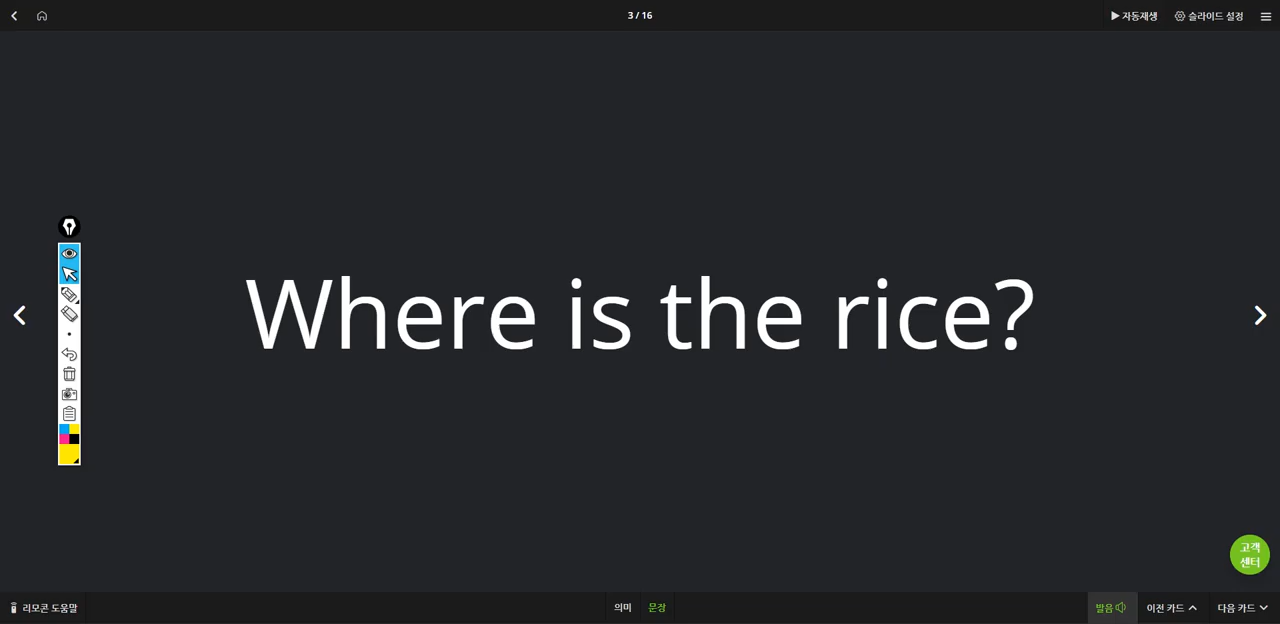 3 / 16
자동재생
슬라이드 설정
Where is the rice?
고객
센터
리모콘 도움말
의미
문장
발음
이전 카드
다음 카드